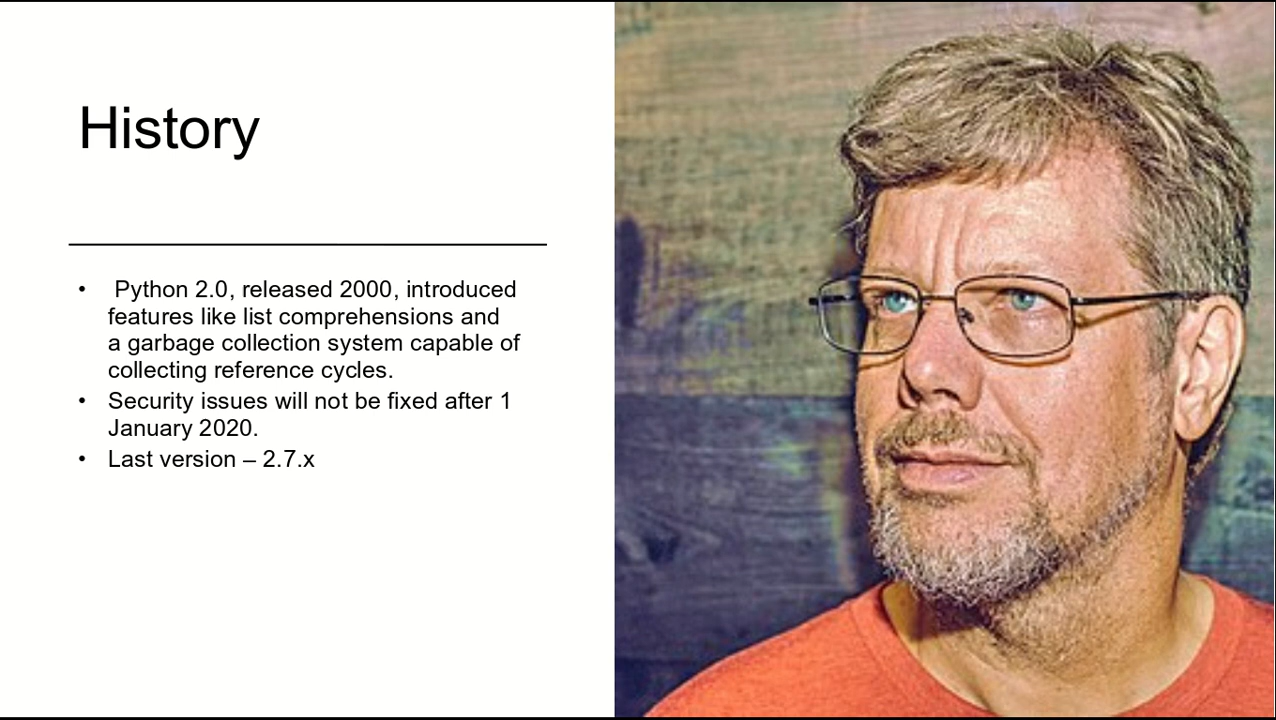 History
• Python 2.0, released 2000, introduced
features like list comprehensions and
a garbage collection system capable of
collecting reference cycles.
• Security issues will not be fixed after 1
January 2020.
• Last version – 2.7.x